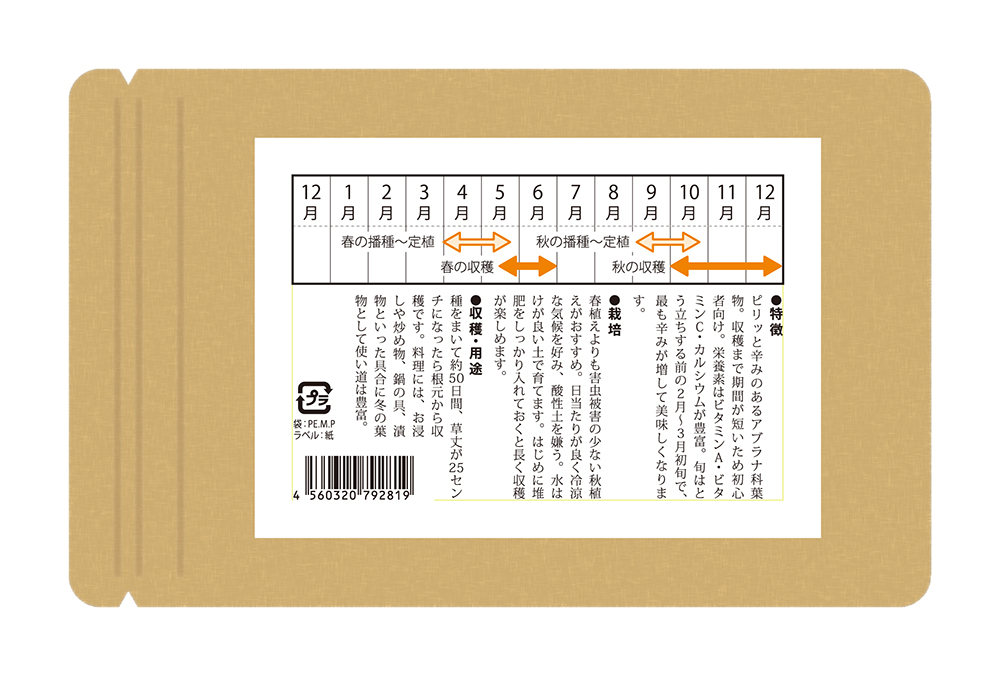 12月 1月 2月 3月 4月 5月 6月 7月 8月 9月 10月 11月 12月
春の播種～定植 秋の播種～定植
春の収穫 秋の収穫
●特徴
ピリッと辛みのあるアブラナ科葉
物。収穫まで期間が短いため初心
者向け。栄養素はビタミンA・ビタ
ミンC・カルシウムが豊富。旬はと
う立ちする前の2月～3月初旬で、
最も辛みが増して美味しくなりま
す。
●栽培
春植えよりも害虫被害の少ない秋植
えがおすすめ。日当たりが良く冷涼
な気候を好み、酸性土を嫌う。水は
けが良い土で育てます。はじめに堆
肥をしっかり入れておくと長く収穫
が楽しめます。
●収穫・用途
種をまいて約50日間、草丈が25セン
チになったら根元から収
穫です。料理には、お浸
しや炒め物、鍋の具、漬
物といった具合に冬の葉
物として使い道は豊富。
プラ
袋：PE.M.P
ラベル：紙
4 560320 792819